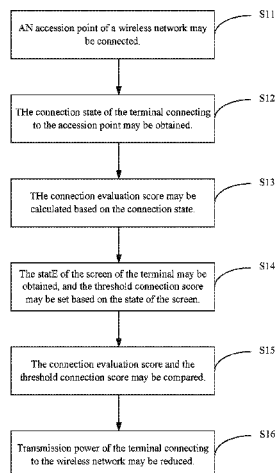 AN accession point of a wireless network may
be connected.
S11
THe connection state of the terminal connecting
to the accession point may be obtained.
S12
THe connection evaluation score may be
calculated based on the connection state.
S13
The statE of the screen of the terminal may be
obtained, and the threshold connection score
may be set based on the state of the screen.
S14
The connection evaluation score and the
threshold connection score may be compared.
S15
Transmission power of the terminal connecting
to the wireless network may be reduced.
S16